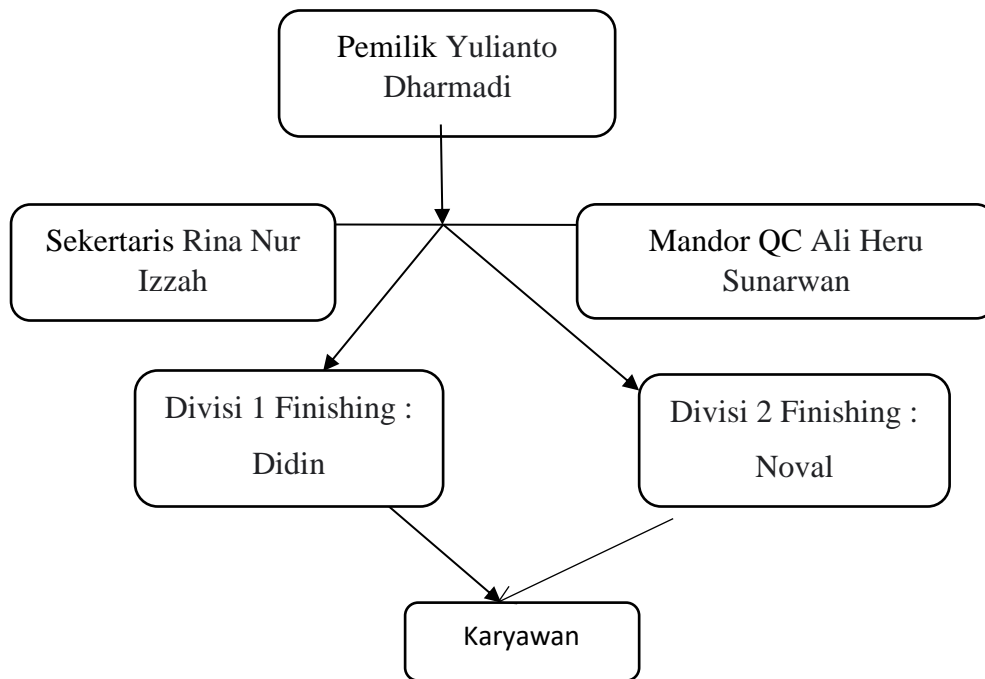 Pemilik Yulianto
Dharmadi
Sekertaris Rina Nur
Izzah
Mandor QC Ali Heru
Sunarwan
Divisi 1 Finishing :
Didin
Divisi 2 Finishing :
Noval
Karyawan